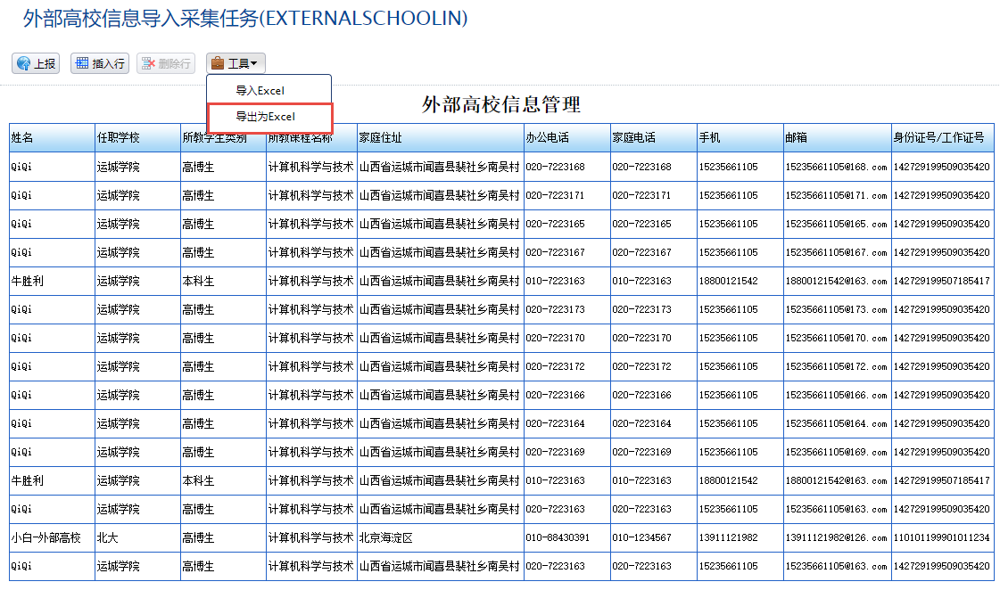 外部高校信息导入采集任务(EXTERNALSCHOOLIN)
上报 插入行 删除行 工具▼
导入Excel
导出为Excel
外部高校信息管理
姓名 任职学校 所教学生类别 所教课程名称 家庭住址 办公电话 家庭电话 手机 邮箱 身份证号/工作证号
QiQi 运城学院 高博生 计算机科学与技术 山西省运城市闻喜县裴社乡南吴村 020-7223168 020-7223168 15235661105 15235661105@168.com 142729199509035420
QiQi 运城学院 高博生 计算机科学与技术 山西省运城市闻喜县裴社乡南吴村 020-7223171 020-7223171 15235661105 15235661105@171.com 142729199509035420
QiQi 运城学院 高博生 计算机科学与技术 山西省运城市闻喜县裴社乡南吴村 020-7223165 020-7223165 15235661105 15235661105@165.com 142729199509035420
QiQi 运城学院 高博生 计算机科学与技术 山西省运城市闻喜县裴社乡南吴村 020-7223167 020-7223167 15235661105 15235661105@167.com 142729199509035420
牛胜利 运城学院 本科生 计算机科学与技术 山西省运城市闻喜县裴社乡南吴村 010-7223163 010-7223163 18800121542 18800121542@163.com 142729199507185417
QiQi 运城学院 高博生 计算机科学与技术 山西省运城市闻喜县裴社乡南吴村 020-7223173 020-7223173 15235661105 15235661105@173.com 142729199509035420
QiQi 运城学院 高博生 计算机科学与技术 山西省运城市闻喜县裴社乡南吴村 020-7223170 020-7223170 15235661105 15235661105@170.com 142729199509035420
QiQi 运城学院 高博生 计算机科学与技术 山西省运城市闻喜县裴社乡南吴村 020-7223172 020-7223172 15235661105 15235661105@172.com 142729199509035420
QiQi 运城学院 高博生 计算机科学与技术 山西省运城市闻喜县裴社乡南吴村 020-7223166 020-7223166 15235661105 15235661105@166.com 142729199509035420
QiQi 运城学院 高博生 计算机科学与技术 山西省运城市闻喜县裴社乡南吴村 020-7223164 020-7223164 15235661105 15235661105@164.com 142729199509035420
QiQi 运城学院 高博生 计算机科学与技术 山西省运城市闻喜县裴社乡南吴村 020-7223169 020-7223169 15235661105 15235661105@169.com 142729199509035420
牛胜利 运城学院 本科生 计算机科学与技术 山西省运城市闻喜县裴社乡南吴村 010-7223163 010-7223163 18800121542 18800121542@163.com 142729199507185417
QiQi 运城学院 高博生 计算机科学与技术 山西省运城市闻喜县裴社乡南吴村 020-7223163 020-7223163 15235661105 15235661105@163.com 142729199509035420
小白-外部高校 北大 高博生 计算机科学与技术 北京海淀区 010-88430391 010-1234567 13911121982 13911121982@126.com 110101199901011234
QiQi 运城学院 高博生 计算机科学与技术 山西省运城市闻喜县裴社乡南吴村 020-7223163 020-7223163 15235661105 15235661105@163.com 142729199509035420